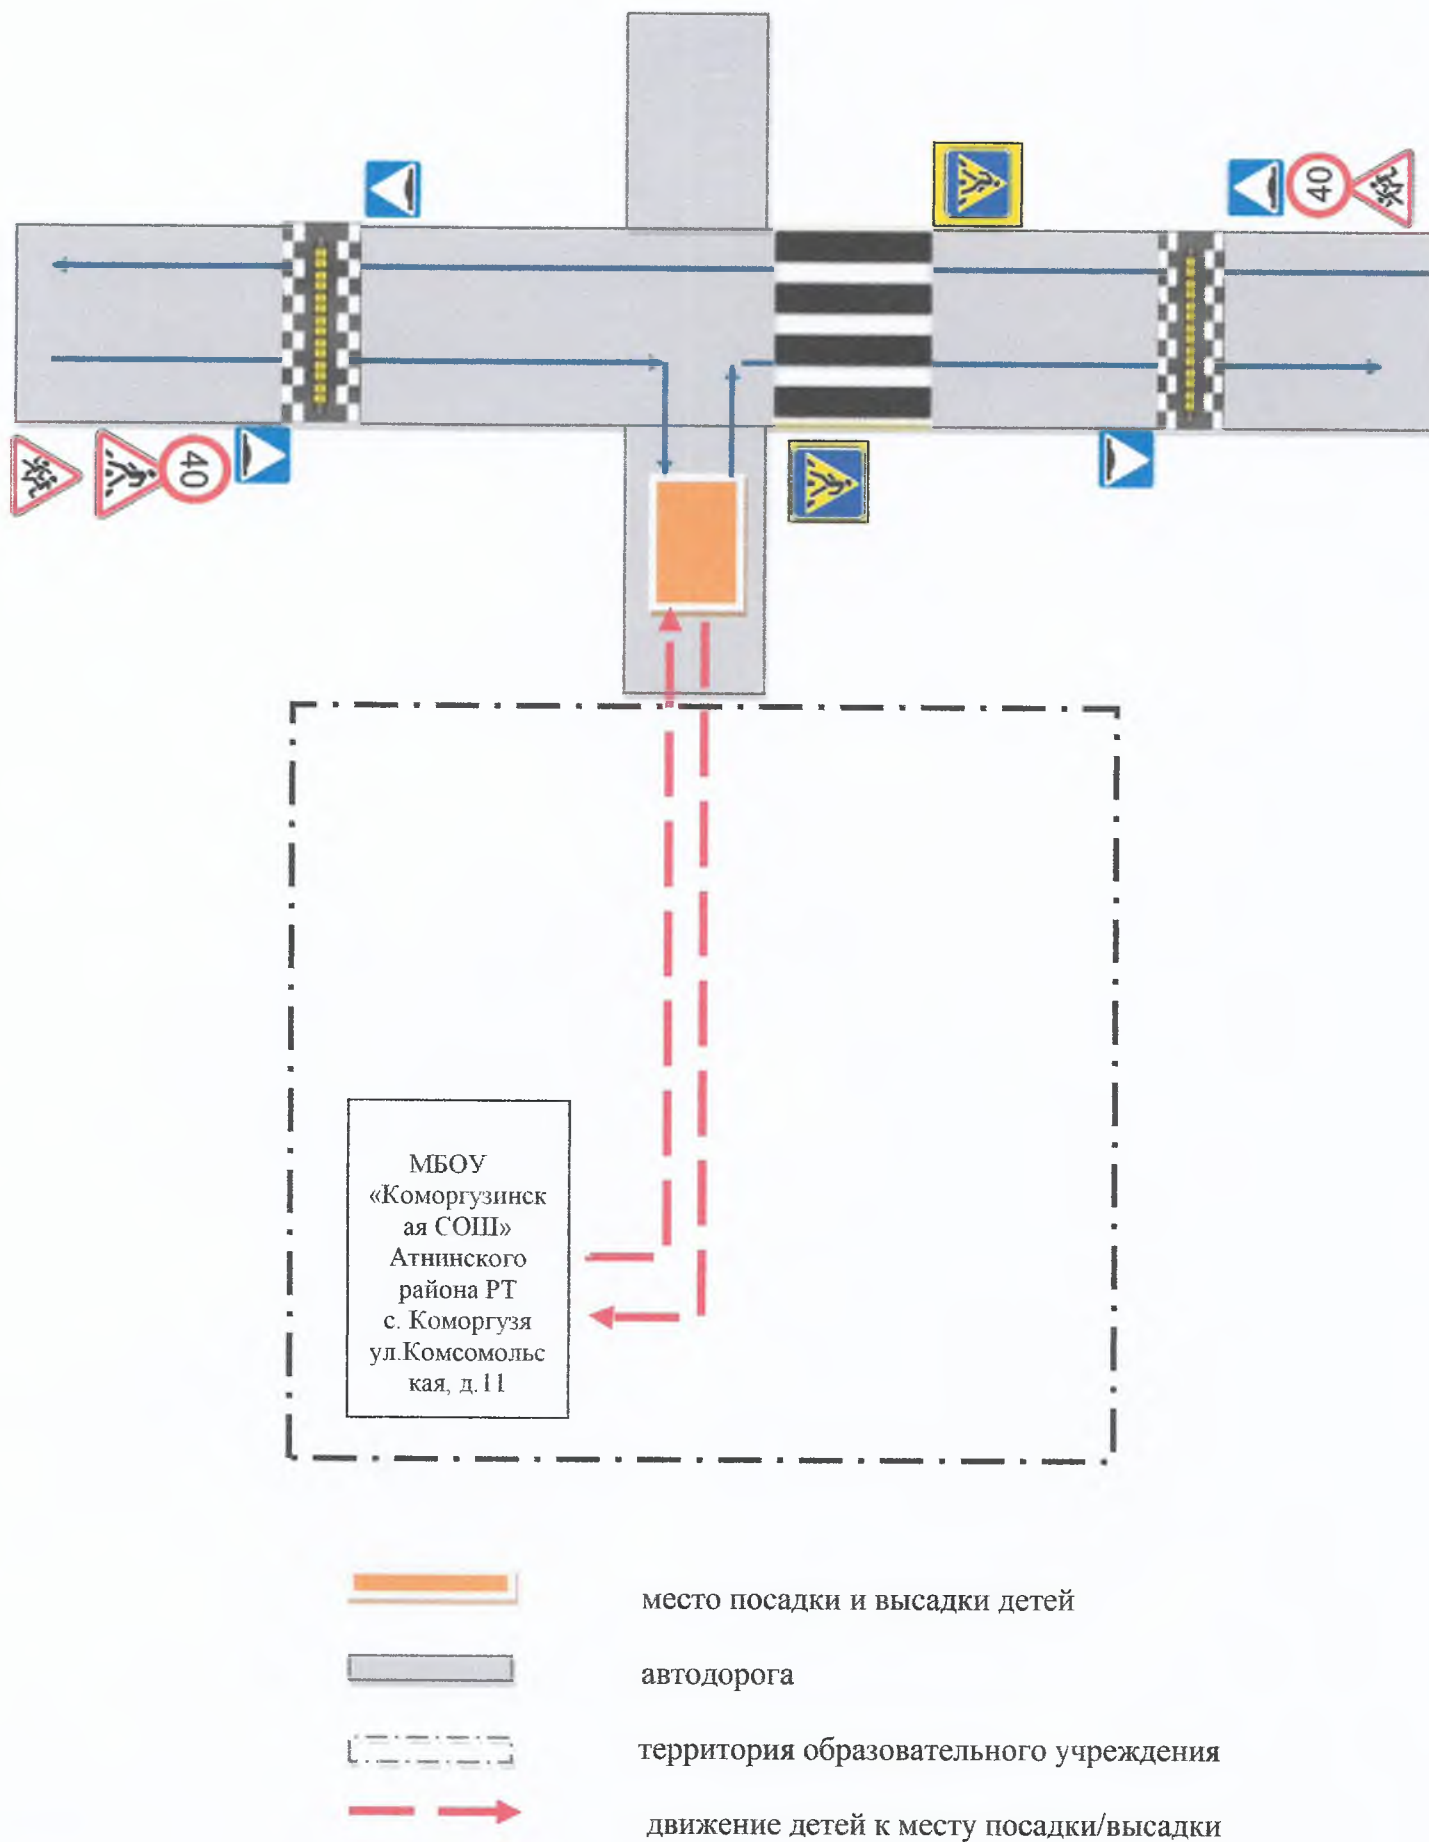 40
40
МБОУ
«Коморгузинск
ая СОШ»
Атнинского
района РТ
с. Коморгузя
ул.Комсомольс
кая, д.11
место посадки и высадки детей
автодорога
территория образовательного учреждения
движение детей к месту посадки/высадки